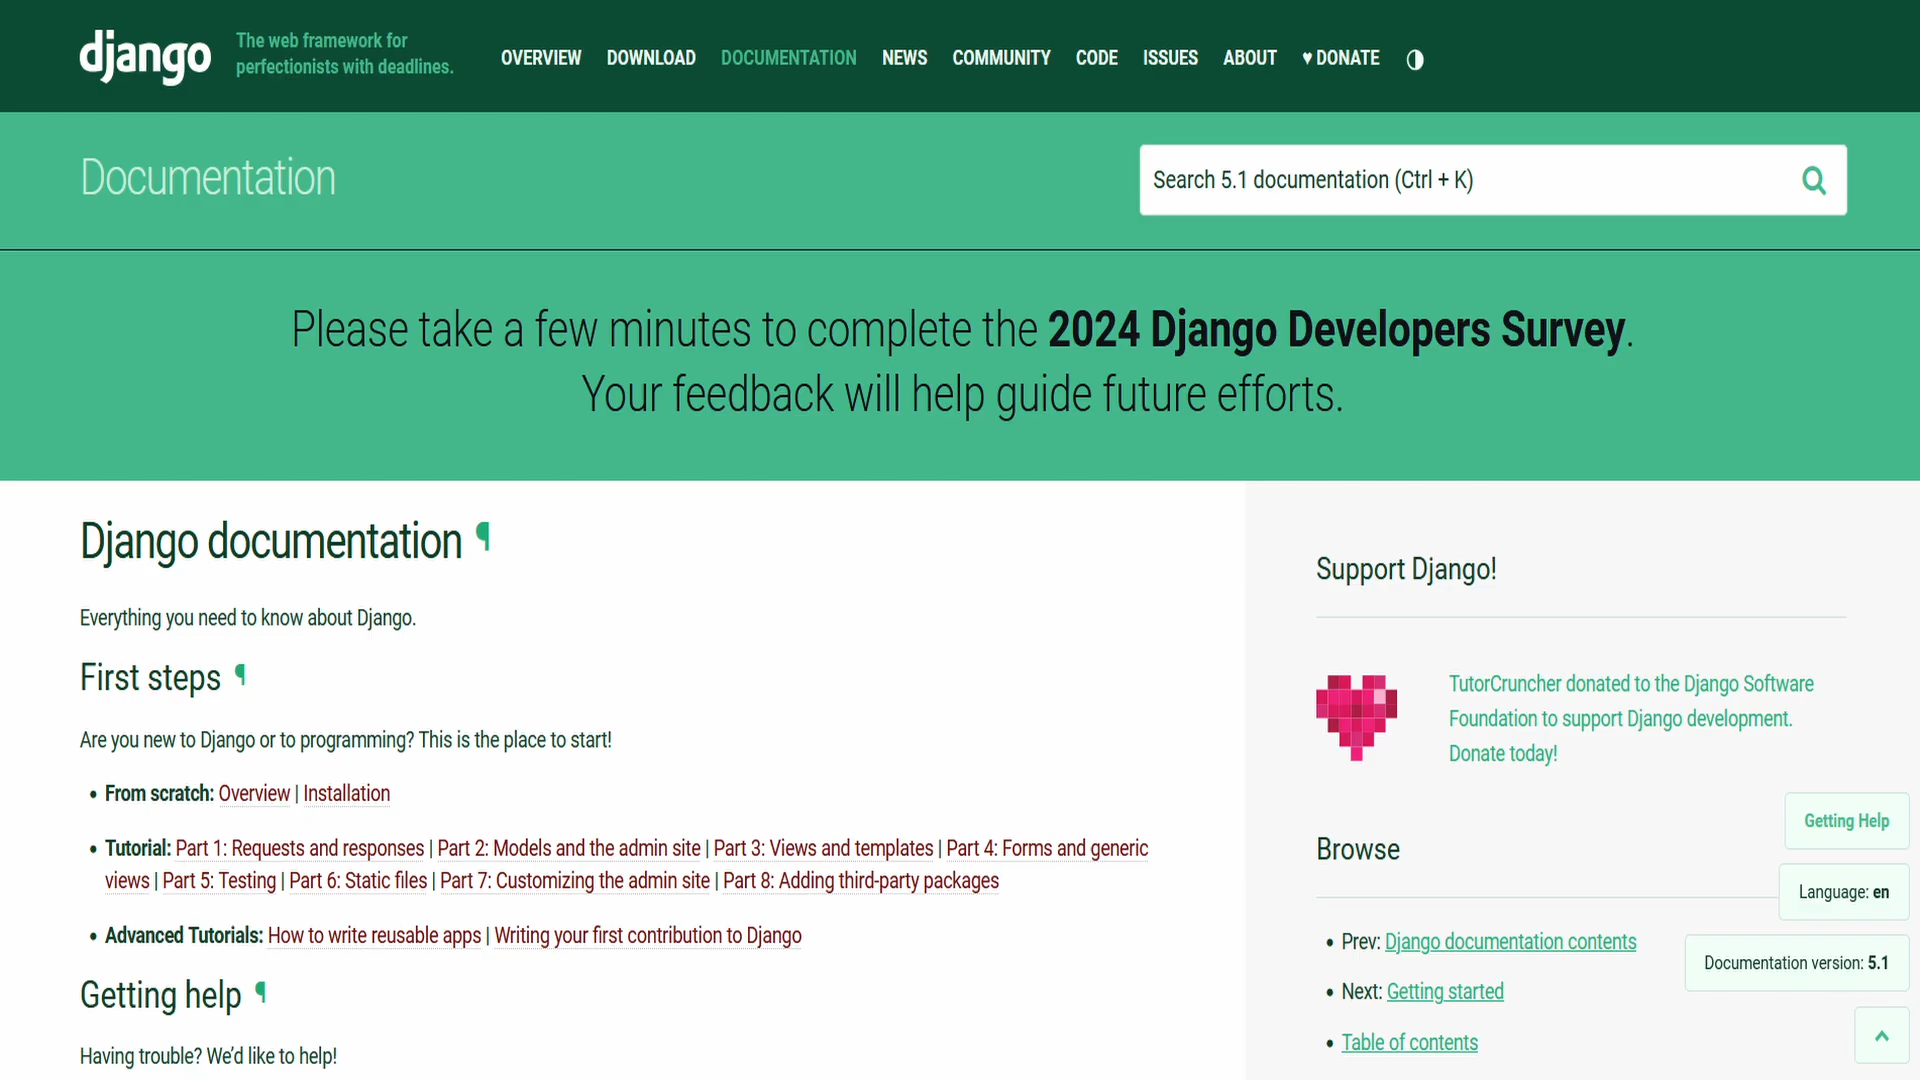 django
The web framework for
perfectionists with deadlines.
OVERVIEW DOWNLOAD DOCUMENTATION NEWS COMMUNITY CODE ISSUES ABOUT ♥ DONATE
Documentation
Search 5.1 documentation (Ctrl + K)
Please take a few minutes to complete the 2024 Django Developers Survey.
Your feedback will help guide future efforts.
Django documentation ¶
Everything you need to know about Django.
First steps ¶
Are you new to Django or to programming? This is the place to start!
• From scratch: Overview | Installation
• Tutorial: Part 1: Requests and responses | Part 2: Models and the admin site | Part 3: Views and templates | Part 4: Forms and generic
views | Part 5: Testing | Part 6: Static files | Part 7: Customizing the admin site | Part 8: Adding third-party packages
• Advanced Tutorials: How to write reusable apps | Writing your first contribution to Django
Getting help ¶
Having trouble? We’d like to help!
Support Django!
TutorCruncher donated to the Django Software
Foundation to support Django development.
Donate today!
Browse
• Prev: Django documentation contents
• Next: Getting started
• Table of contents
Getting Help
Language: en
Documentation version: 5.1